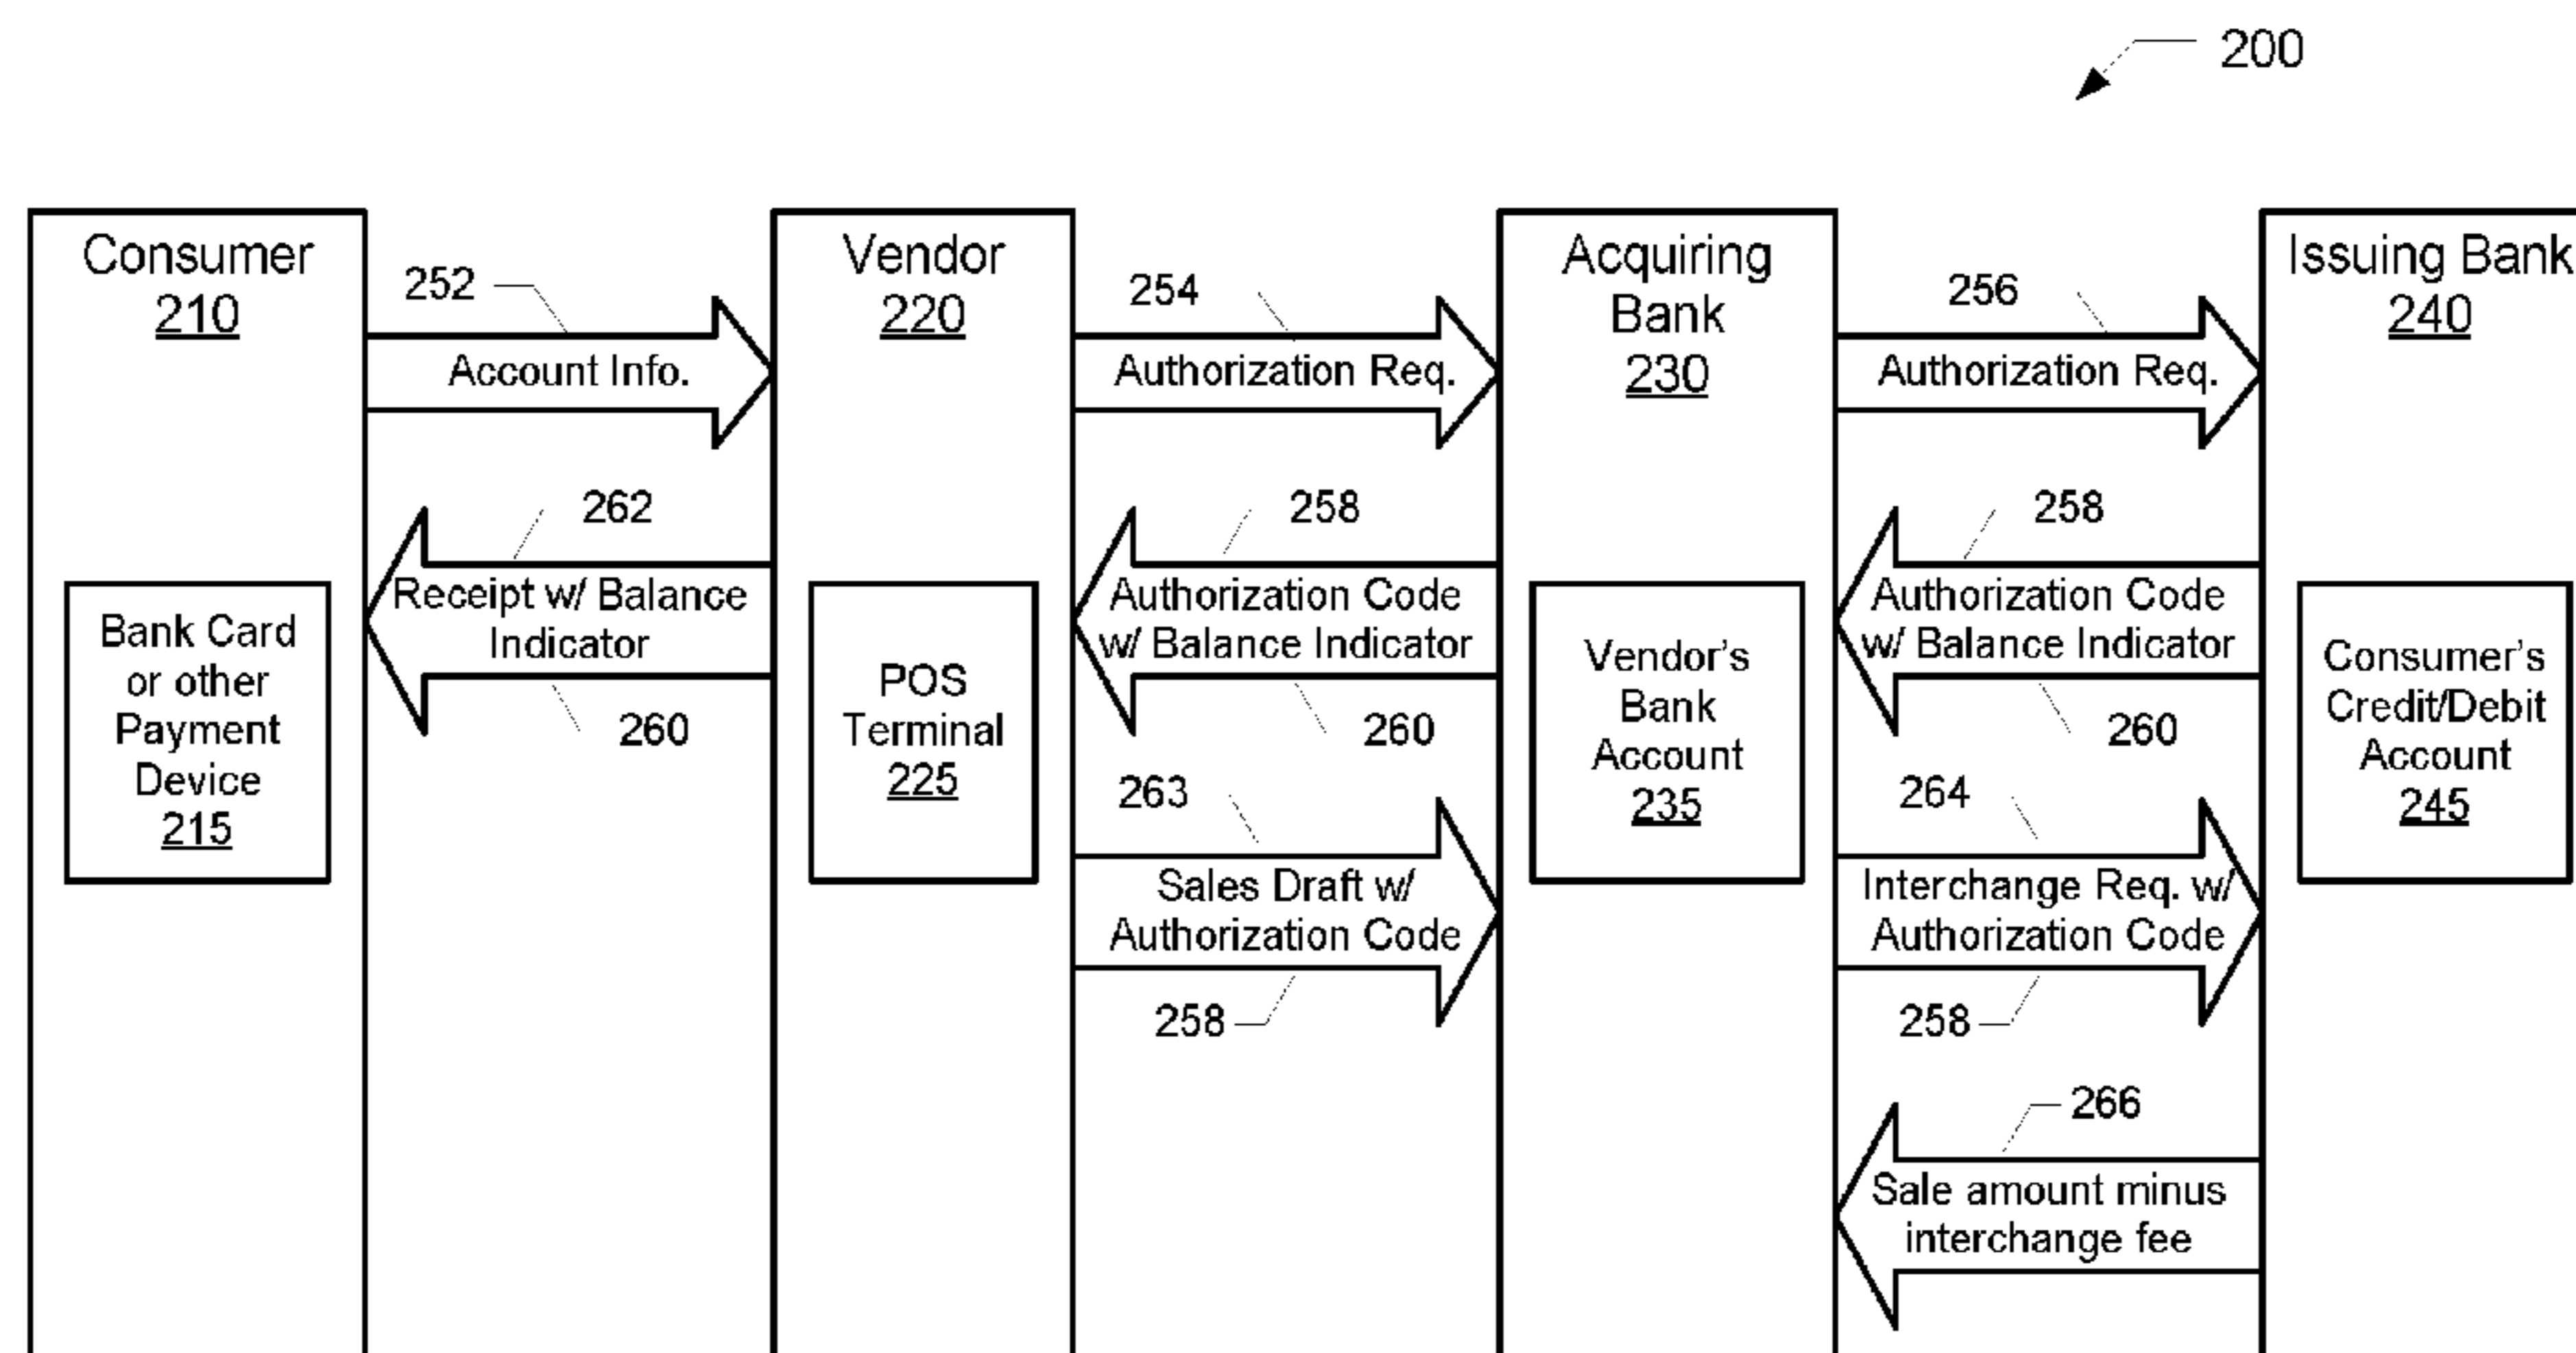 200
Consumer
210
252
Account Info.
262
Receipt w/ Balance
Indicator
260
Bank Card
or other
Payment
Device
215
Vendor
220
POS
Terminal
225
254
Authorization Req.
258
Authorization Code
w/ Balance Indicator
260
263
Sales Draft w/
Authorization Code
258
Acquiring
Bank
230
Vendor's
Bank
Account
235
256
Authorization Req.
258
Authorization Code
w/ Balance Indicator
260
264
Interchange Req. w/
Authorization Code
258
266
Sale amount minus
interchange fee
Issuing Bank
240
Consumer's
Credit/Debit
Account
245